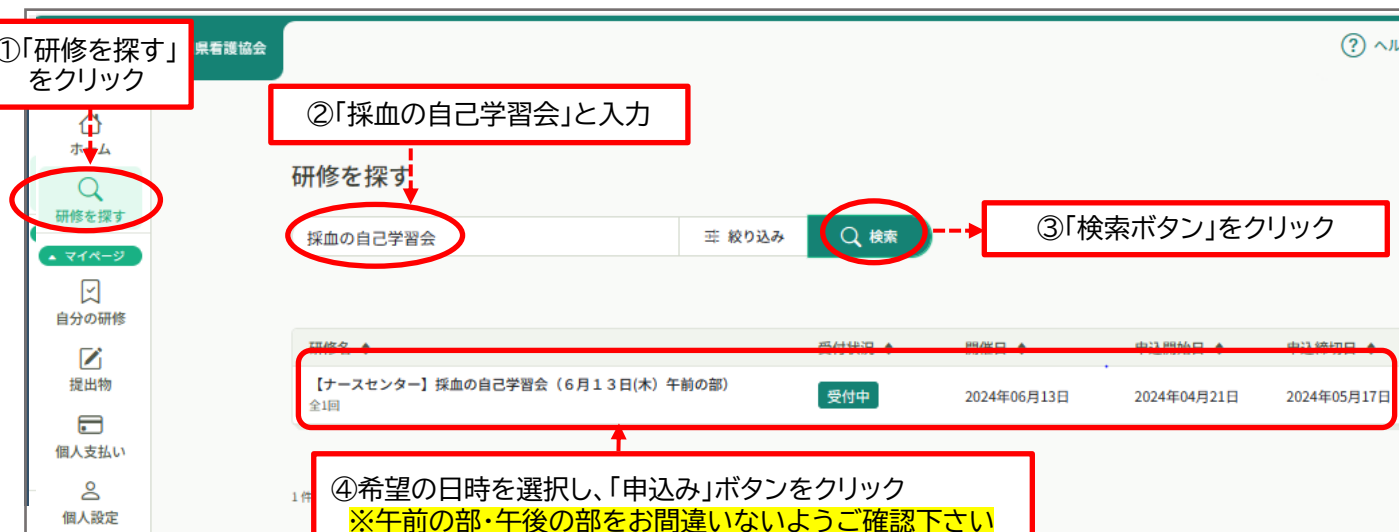 ①「研修を探す」
をクリック
県看護協会
ヘル
②「採血の自己学習会」と入力
ホーム
研修を探す
研修を探す
採血の自己学習会
絞り込み
検索
③「検索ボタン」をクリック
マイページ
自分の研修
研修名
受付状況
開催日
申込開始日
申込締切日
【ナースセンター】採血の自己学習会(6月13日(木)午前の部)
全1回
受付中
2024年06月13日
2024年04月21日
2024年05月17日
提出物
個人支払い
④希望の日時を選択し、「申込み」ボタンをクリック
※午前の部・午後の部をお間違いないようご確認下さい
1件
個人設定